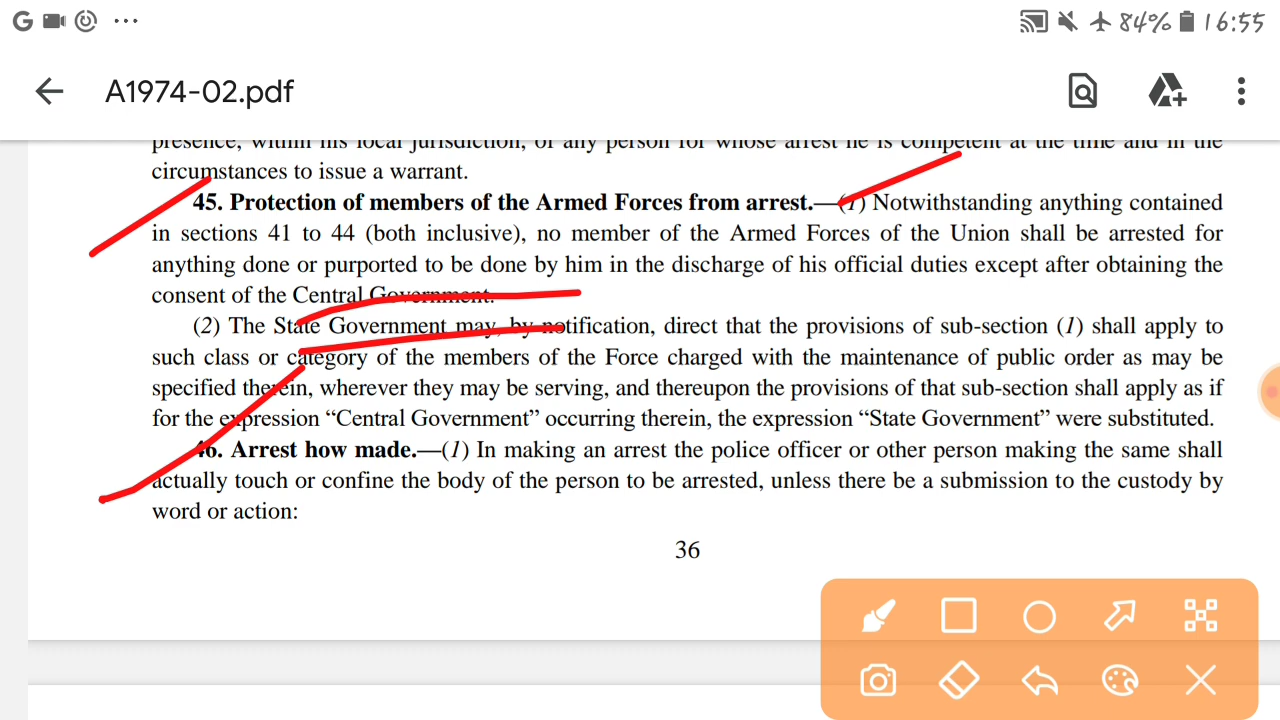 84% 16:55
A1974-02.pdf
presence, within his local jurisdiction, of any person for whose arrest he is competent at the time and in the
circumstances to issue a warrant.
45. Protection of members of the Armed Forces from arrest.—(1) Notwithstanding anything contained
in sections 41 to 44 (both inclusive), no member of the Armed Forces of the Union shall be arrested for
anything done or purported to be done by him in the discharge of his official duties except after obtaining the
consent of the Central Government.
(2) The State Government may, by notification, direct that the provisions of sub-section (1) shall apply to
such class or category of the members of the Force charged with the maintenance of public order as may be
specified therein, wherever they may be serving, and thereupon the provisions of that sub-section shall apply as if
for the expression “Central Government” occurring therein, the expression “State Government” were substituted.
46. Arrest how made.—(1) In making an arrest the police officer or other person making the same shall
actually touch or confine the body of the person to be arrested, unless there be a submission to the custody by
word or action:
36